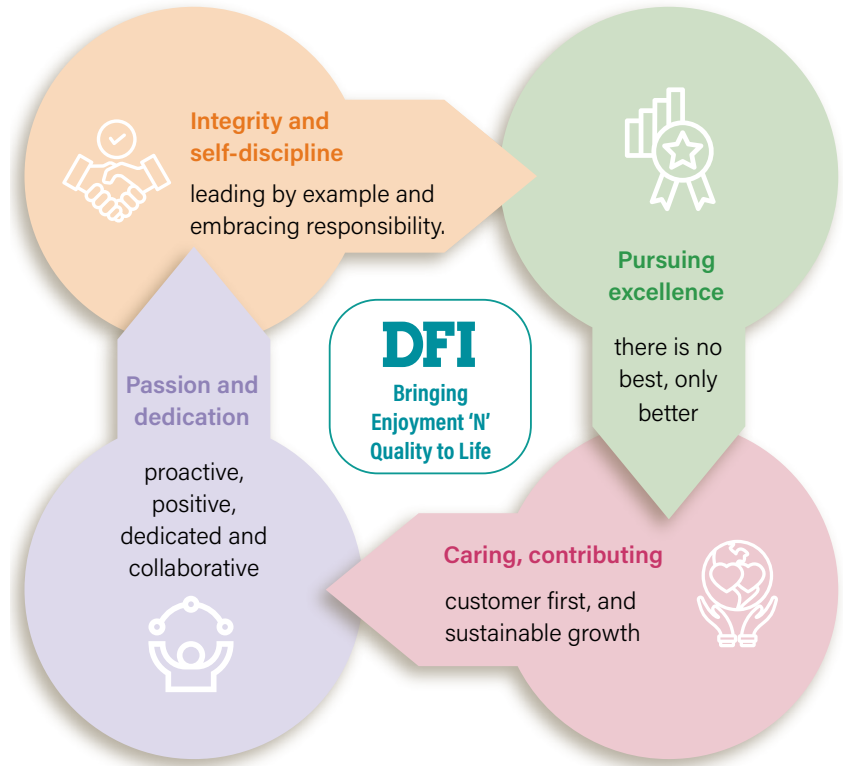 Integrity and
self-discipline
leading by example and
embracing responsibility.
Pursuing
excellence
there is no
best, only
better
DFI
Bringing
Enjoyment ‘N’
Quality to Life
Passion and
dedication
proactive,
positive,
dedicated and
collaborative
Caring, contributing
customer first, and
sustainable growth